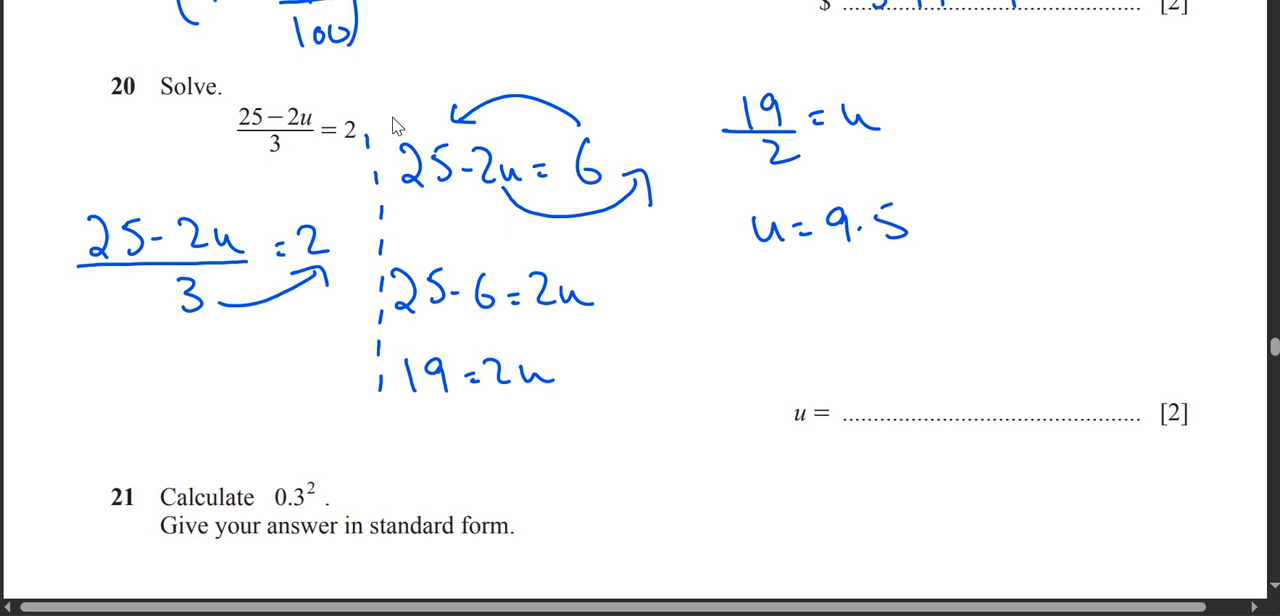 100)
$ ........ [2]
20 Solve.
(25 − 2u)/3 = 2
25 - 2u / 3 = 2
25 - 2u = 6
25 - 6 = 2u
19 = 2u
19/2 = u
u = 9.5
u = ........ [2]
21 Calculate 0.3² .
Give your answer in standard form.